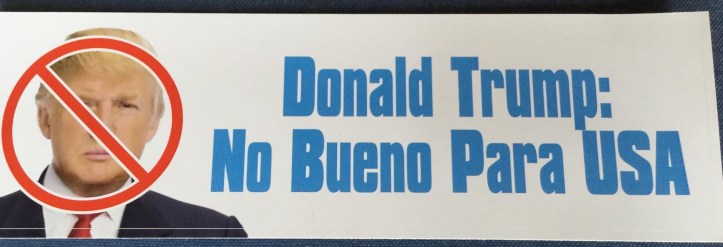 Donald Trump:
No Bueno Para USA